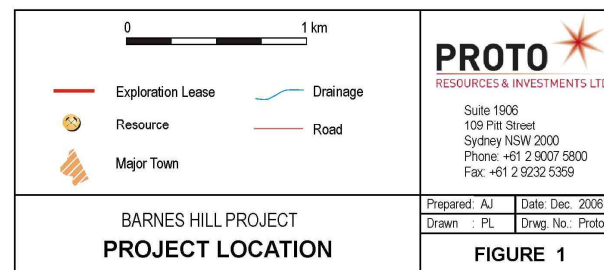 0 1 km
Exploration Lease
Drainage
Resource
Road
Major Town
BARNES HILL PROJECT
PROJECT LOCATION
PROTO
RESOURCES & INVESTMENTS LTD
Suite 1906
109 Pitt Street
Sydney NSW 2000
Phone: +61 2 9007 5800
Fax: +61 2 9232 5359
Prepared: AJ
Date: Dec. 2006
Drawn : PL
Drwg. No.: Proto
FIGURE 1